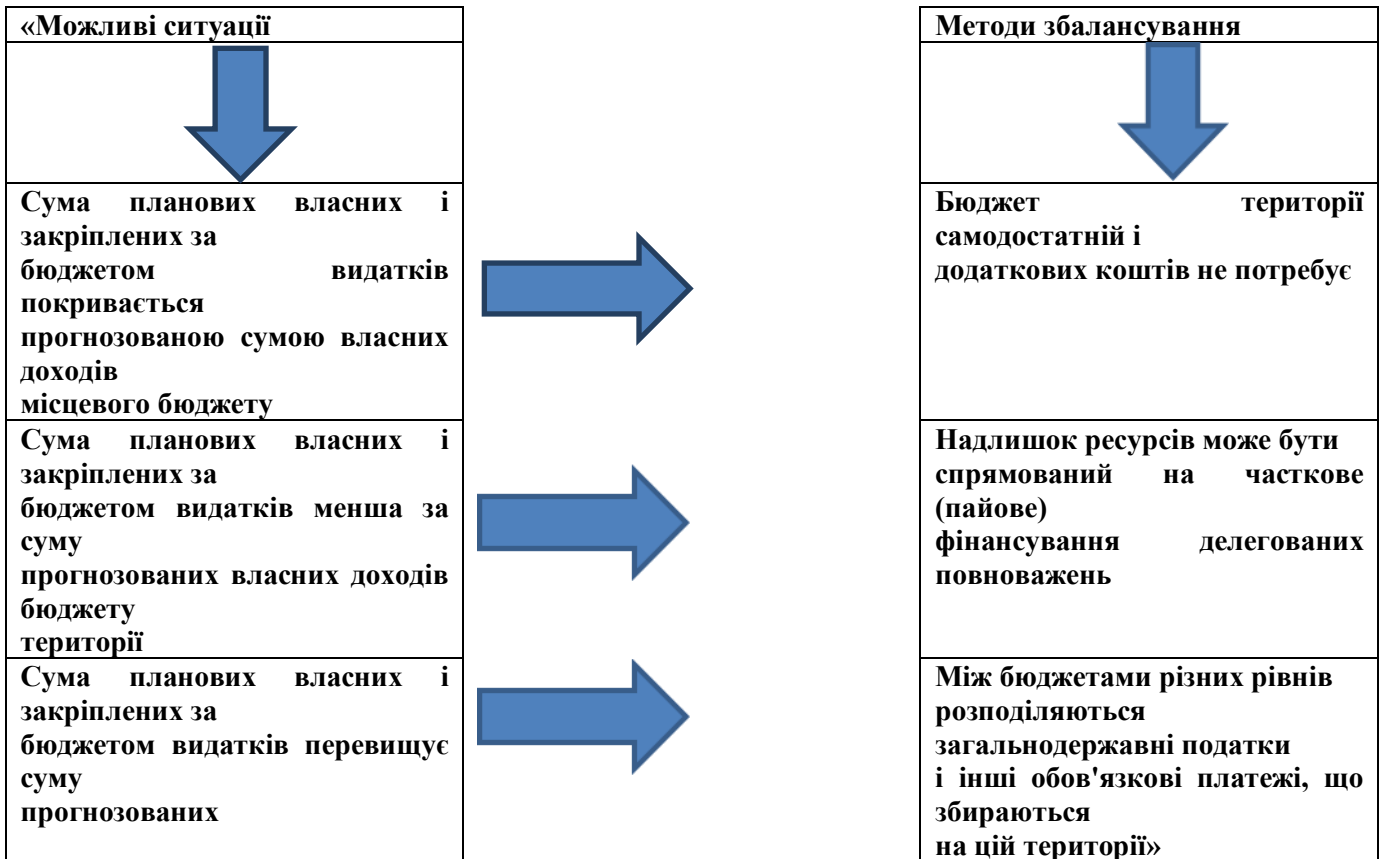 «Можливі ситуації
Сума планових власних і
закріплених за
бюджетом видатків
покривається
прогнозованою сумою власних
доходів
місцевого бюджету
Сума планових власних і
закріплених за
бюджетом видатків менша за
суму
прогнозованих власних доходів
бюджету
території
Сума планових власних і
закріплених за
бюджетом видатків перевищує
суму
прогнозованих
Методи збалансування
Бюджет території
самодостатній і
додаткових коштів не потребує
Надлишок ресурсів може бути
спрямований на часткове
(пайове)
фінансування делегованих
повноважень
Між бюджетами різних рівнів
розподіляються
загальнодержавні податки
і інші обов'язкові платежі, що
збираються
на цій території»